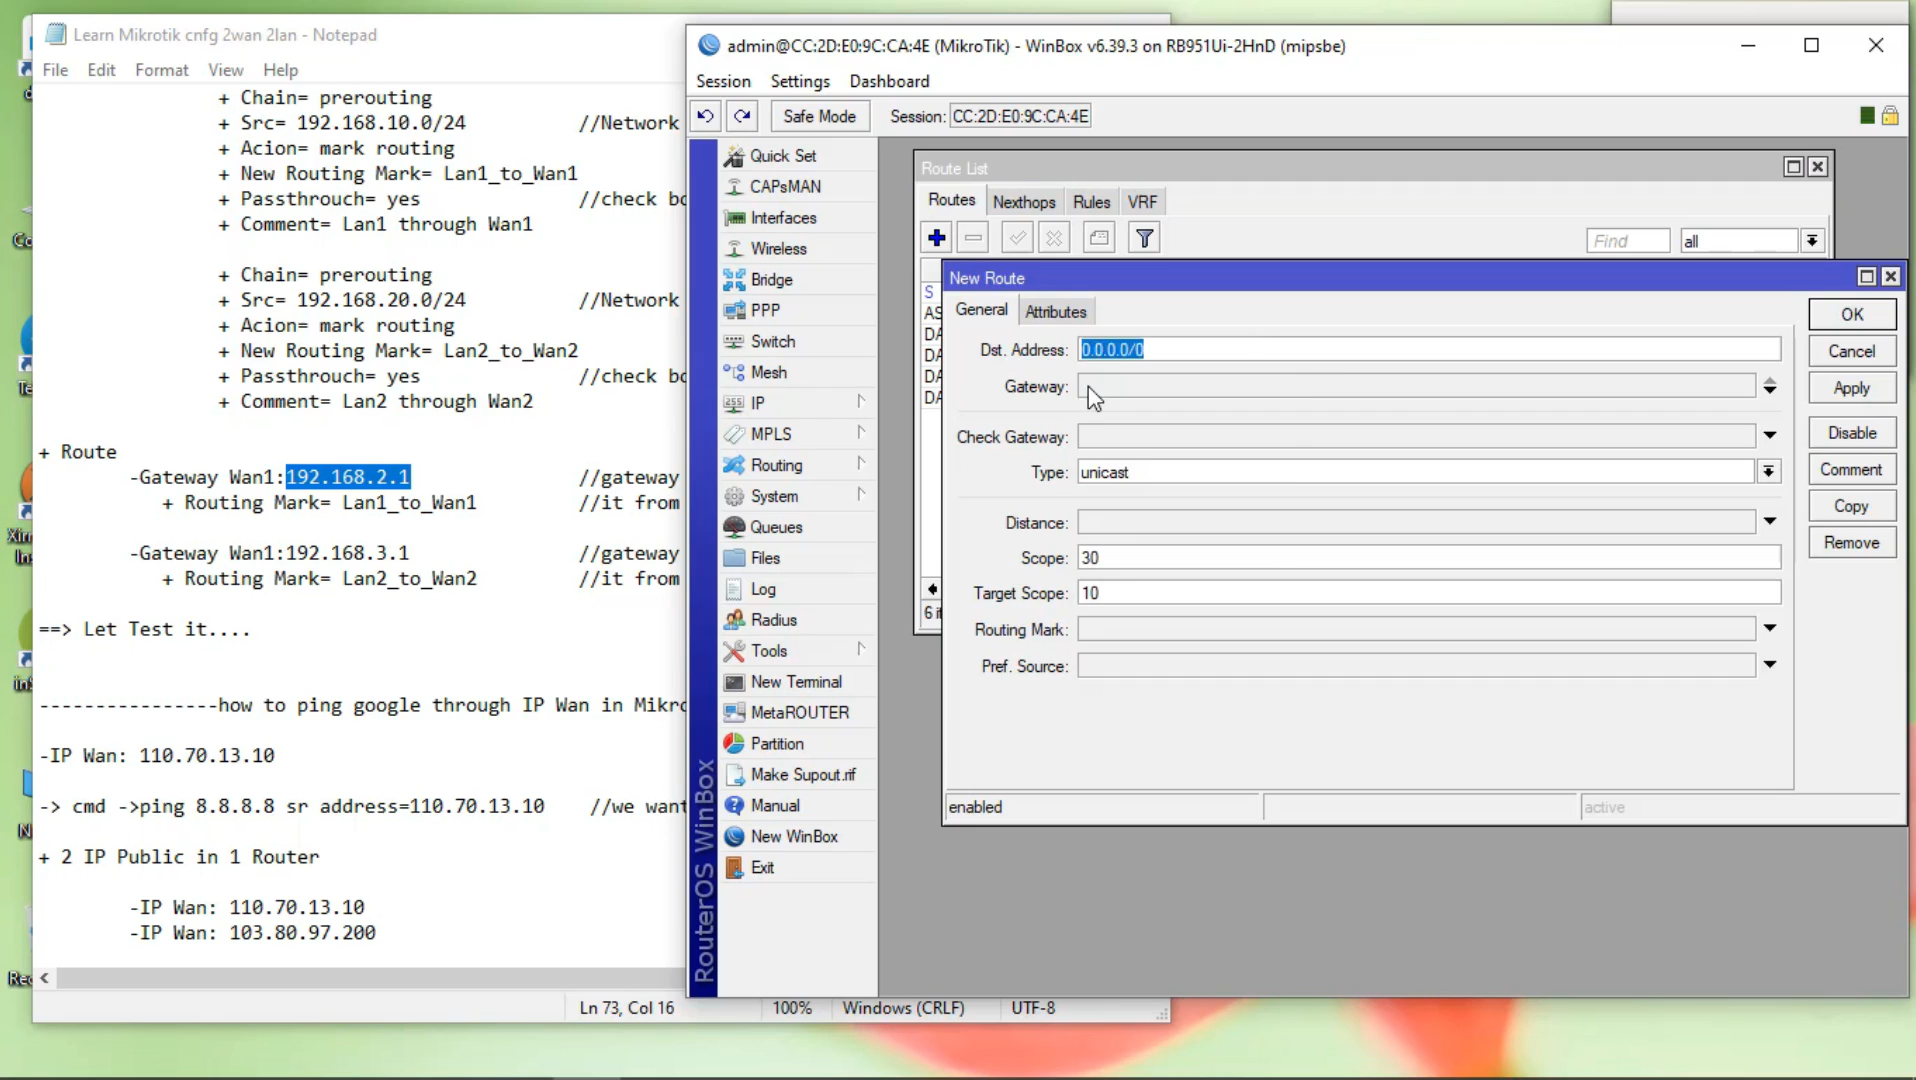 Learn Mikrotik cnfg 2wan 2lan - Notepad
File Edit Format View Help
+ Chain= prerouting
+ Src= 192.168.10.0/24 //Network
+ Acion= mark routing
+ New Routing Mark= Lan1_to_Wan1
+ Passthrouch= yes //check bo
+ Comment= Lan1 through Wan1
+ Chain= prerouting
+ Src= 192.168.20.0/24 //Network
+ Acion= mark routing
+ New Routing Mark= Lan2_to_Wan2
+ Passthrouch= yes //check bo
+ Comment= Lan2 through Wan2
+ Route
-Gateway Wan1:192.168.2.1 //gateway
+ Routing Mark= Lan1_to_Wan1 //it from
-Gateway Wan1:192.168.3.1 //gateway
+ Routing Mark= Lan2_to_Wan2 //it from
==> Let Test it....
----------------how to ping google through IP Wan in Mikro
-IP Wan: 110.70.13.10
-> cmd ->ping 8.8.8.8 sr address=110.70.13.10 //we want
+ 2 IP Public in 1 Router
-IP Wan: 110.70.13.10
-IP Wan: 103.80.97.200
Ln 73, Col 16 100% Windows (CRLF) UTF-8
admin@CC:2D:E0:9C:CA:4E (MikroTik) - WinBox v6.39.3 on RB951Ui-2HnD (mipsbe)
Session Settings Dashboard
Safe Mode Session: CC:2D:E0:9C:CA:4E
RouterOS WinBox
Quick Set
CAPsMAN
Interfaces
Wireless
Bridge
PPP
Switch
Mesh
IP
MPLS
Routing
System
Queues
Files
Log
Radius
Tools
New Terminal
MetaROUTER
Partition
Make Supout.rif
Manual
New WinBox
Exit
Route List
Routes Nexthops Rules VRF
Find all
S
AS
DA
DA
DA
DA
6 it
New Route
General Attributes
Dst. Address: 0.0.0.0/0
Gateway:
Check Gateway:
Type: unicast
Distance:
Scope: 30
Target Scope: 10
Routing Mark:
Pref. Source:
OK
Cancel
Apply
Disable
Comment
Copy
Remove
enabled active